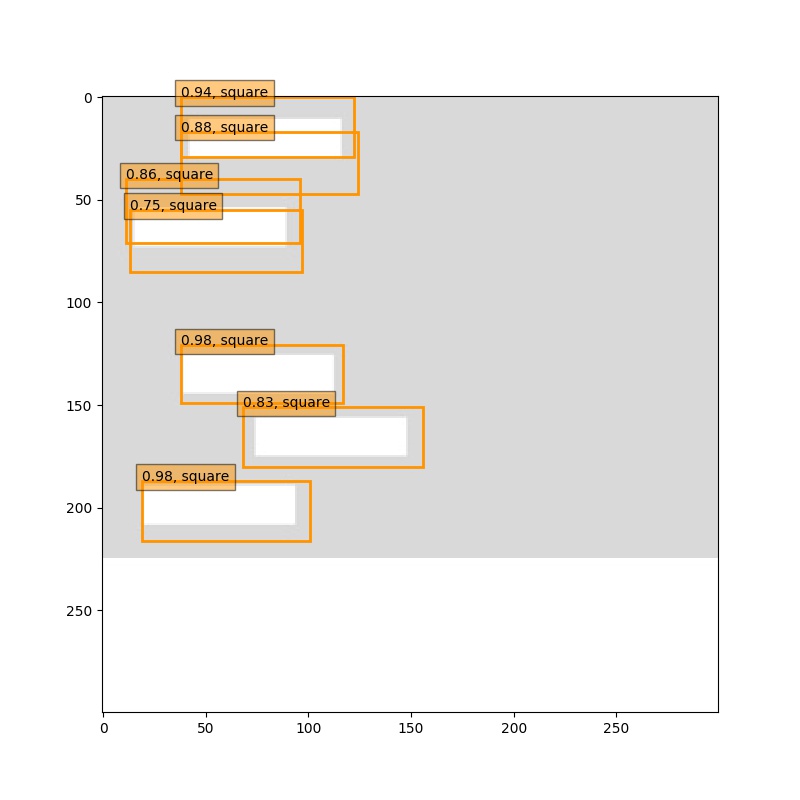 0.94, square
0.88, square
0.86, square
0.75, square
0.98, square
0.83, square
0.98, square
0
50
100
150
200
250
0 50 100 150 200 250